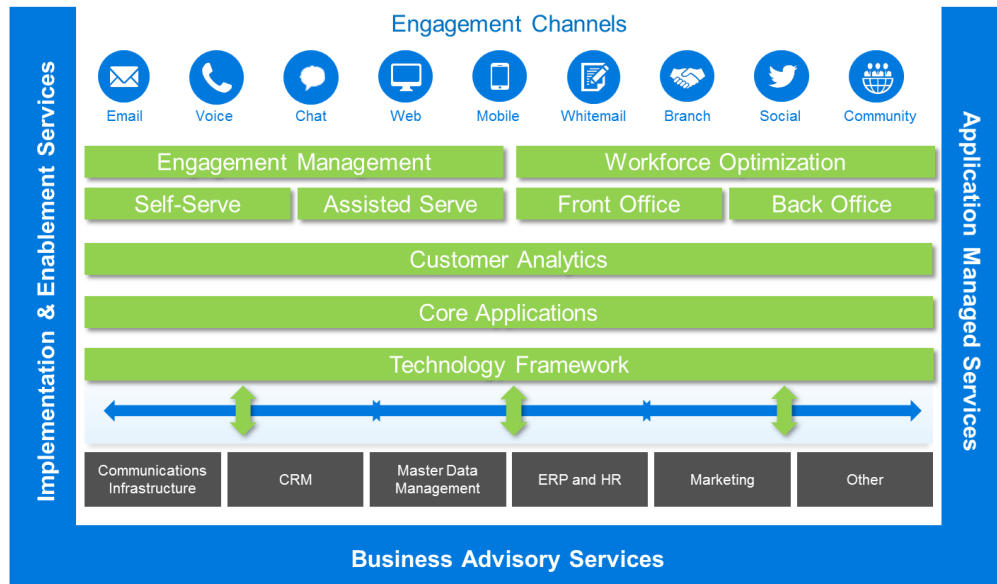 Engagement Channels
Email
Voice
Chat
Web
Mobile
Whitemail
Branch
Social
Community
Implementation & Enablement Services
Application Managed Services
Engagement Management
Workforce Optimization
Self-Serve
Assisted Serve
Front Office
Back Office
Customer Analytics
Core Applications
Technology Framework
Communications
Infrastructure
CRM
Master Data
Management
ERP and HR
Marketing
Other
Business Advisory Services